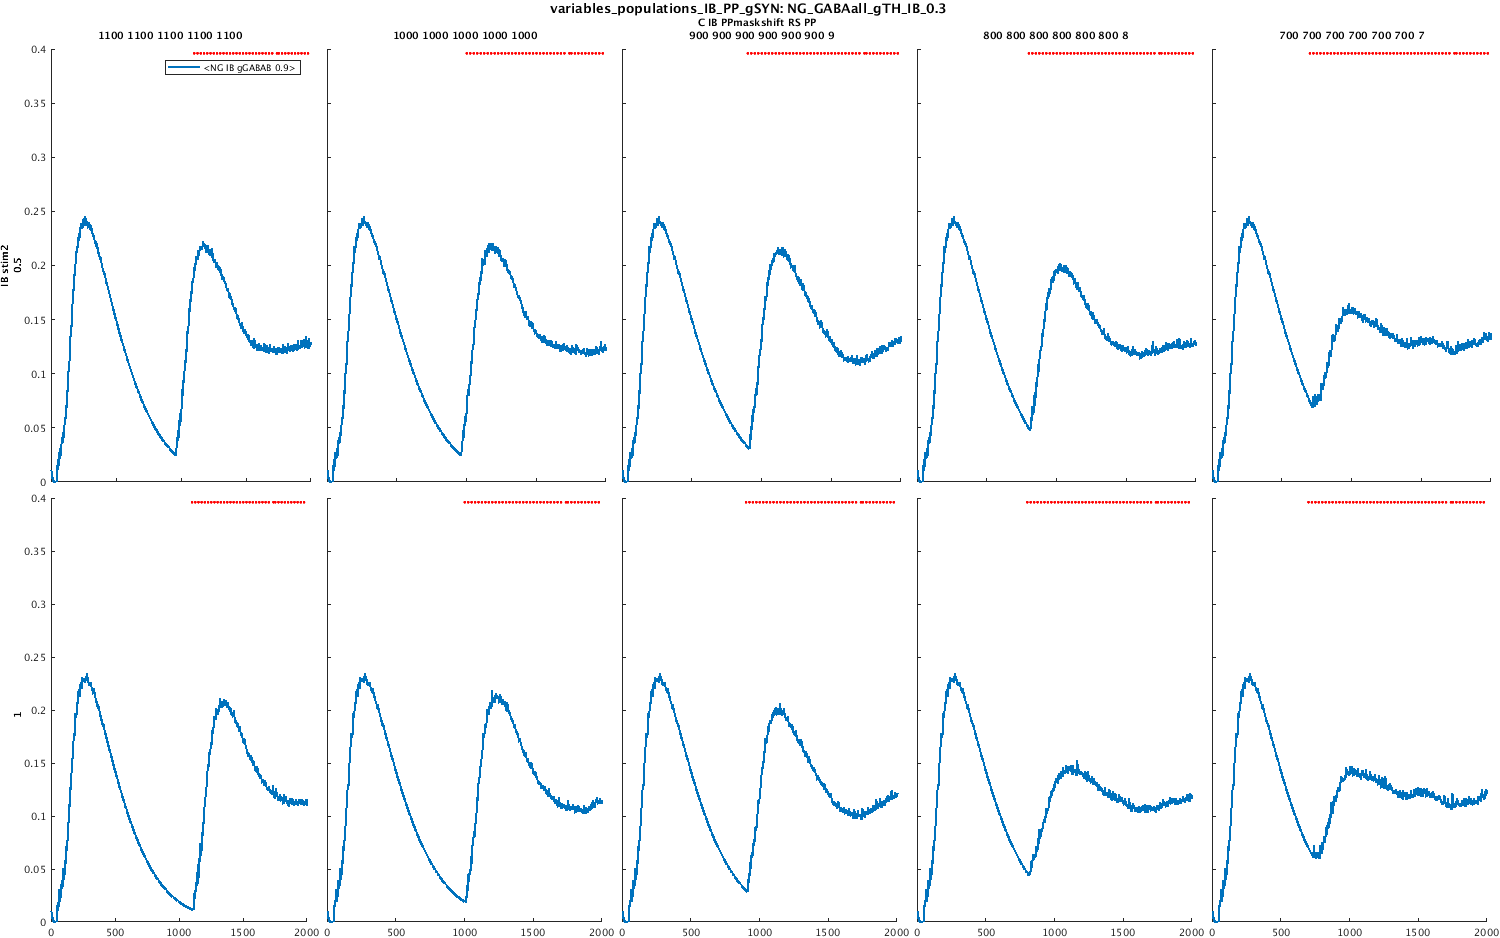 variables_populations_IB_PP_gSYN: NG_GABAall_gTH_IB_0.3
C IB PPmaskshift RS PP
1100 1100 1100 1100 1100
1000 1000 1000 1000 1000
900 900 900 900 900 900 9
800 800 800 800 800 800 8
700 700 700 700 700 700 7
<NG IB gGABAB 0.9>
IB stim2
0.5
0.4
0.35
0.3
0.25
0.2
0.15
0.1
0.05
0
0 500 1000 1500 2000
0 500 1000 1500 2000
0 500 1000 1500 2000
0 500 1000 1500 2000
0 500 1000 1500 2000
1
0.4
0.35
0.3
0.25
0.2
0.15
0.1
0.05
0